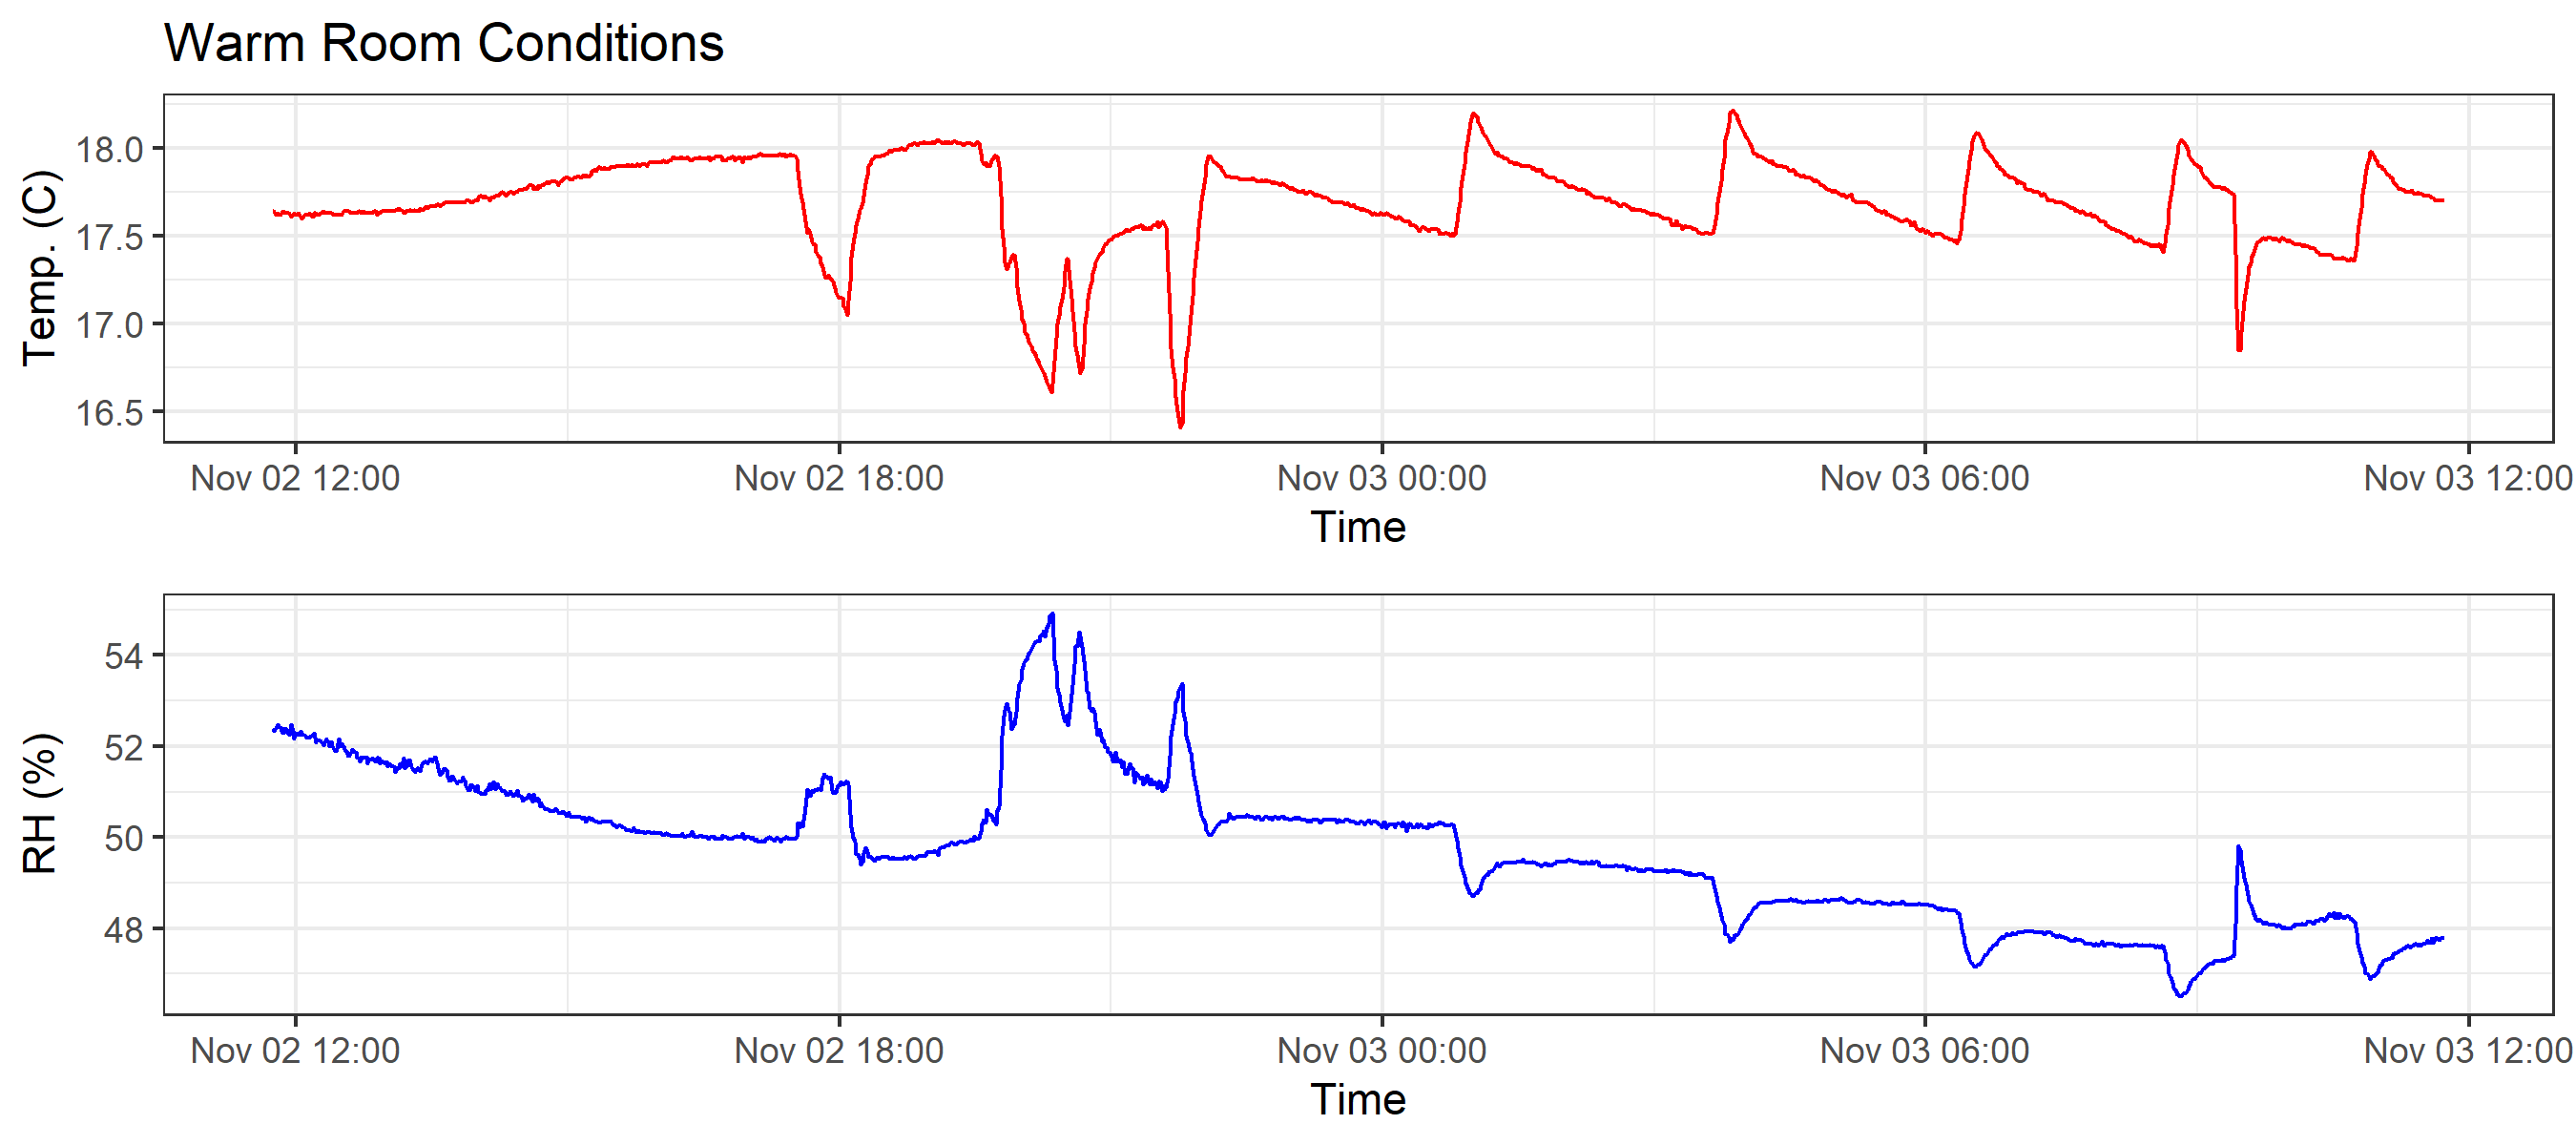 Warm Room Conditions
Temp. (C)
18.0
17.5
17.0
16.5
Nov 02 12:00 Nov 02 18:00 Nov 03 00:00 Nov 03 06:00 Nov 03 12:00
Time
RH (%)
54
52
50
48
Nov 02 12:00 Nov 02 18:00 Nov 03 00:00 Nov 03 06:00 Nov 03 12:00
Time